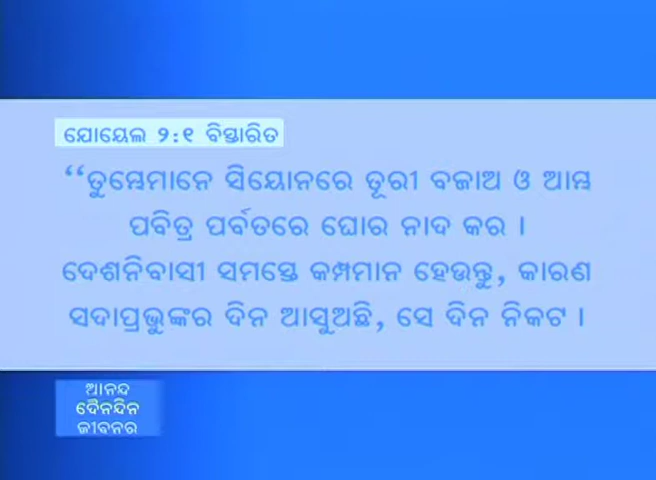 ଯୋୟେଲ ୨:୧ ବିସ୍ତାରିତ
“ତୁମ୍ଭେମାନେ ସିୟୋନରେ ତୂରୀ ବଜାଅ ଓ ଆମ୍ଭ
ପବିତ୍ର ପର୍ବତରେ ଘୋର ନାଦ କର ।
ଦେଶନିବାସୀ ସମସ୍ତେ କମ୍ପମାନ ହେଉନ୍ତୁ, କାରଣ
ସଦାପ୍ରଭୁଙ୍କର ଦିନ ଆସୁଅଛି, ସେ ଦିନ ନିକଟ ।
ଆନନ୍ଦ
ଦୈନନ୍ଦିନ
ଜୀବନର